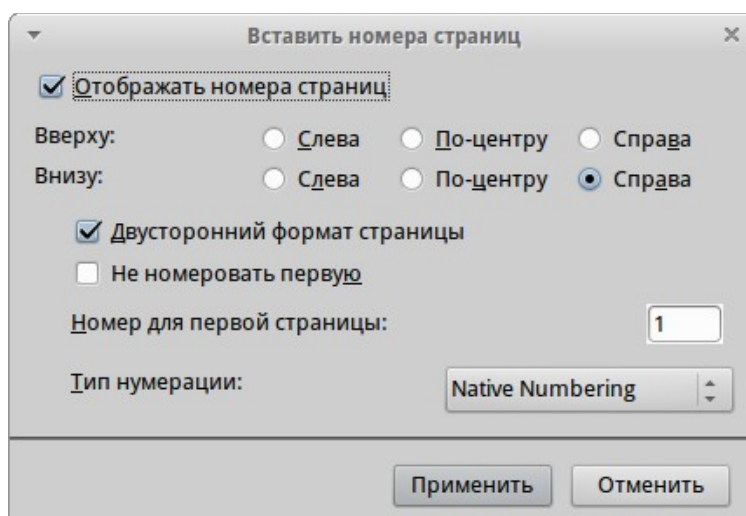 Вставить номера страниц
Отображать номера страниц
Вверху: Слева По-центру Справа
Внизу: Слева По-центру Справа
Двусторонний формат страницы
Не номеровать первую
Номер для первой страницы: 1
Тип нумерации: Native Numbering
Применить Отменить